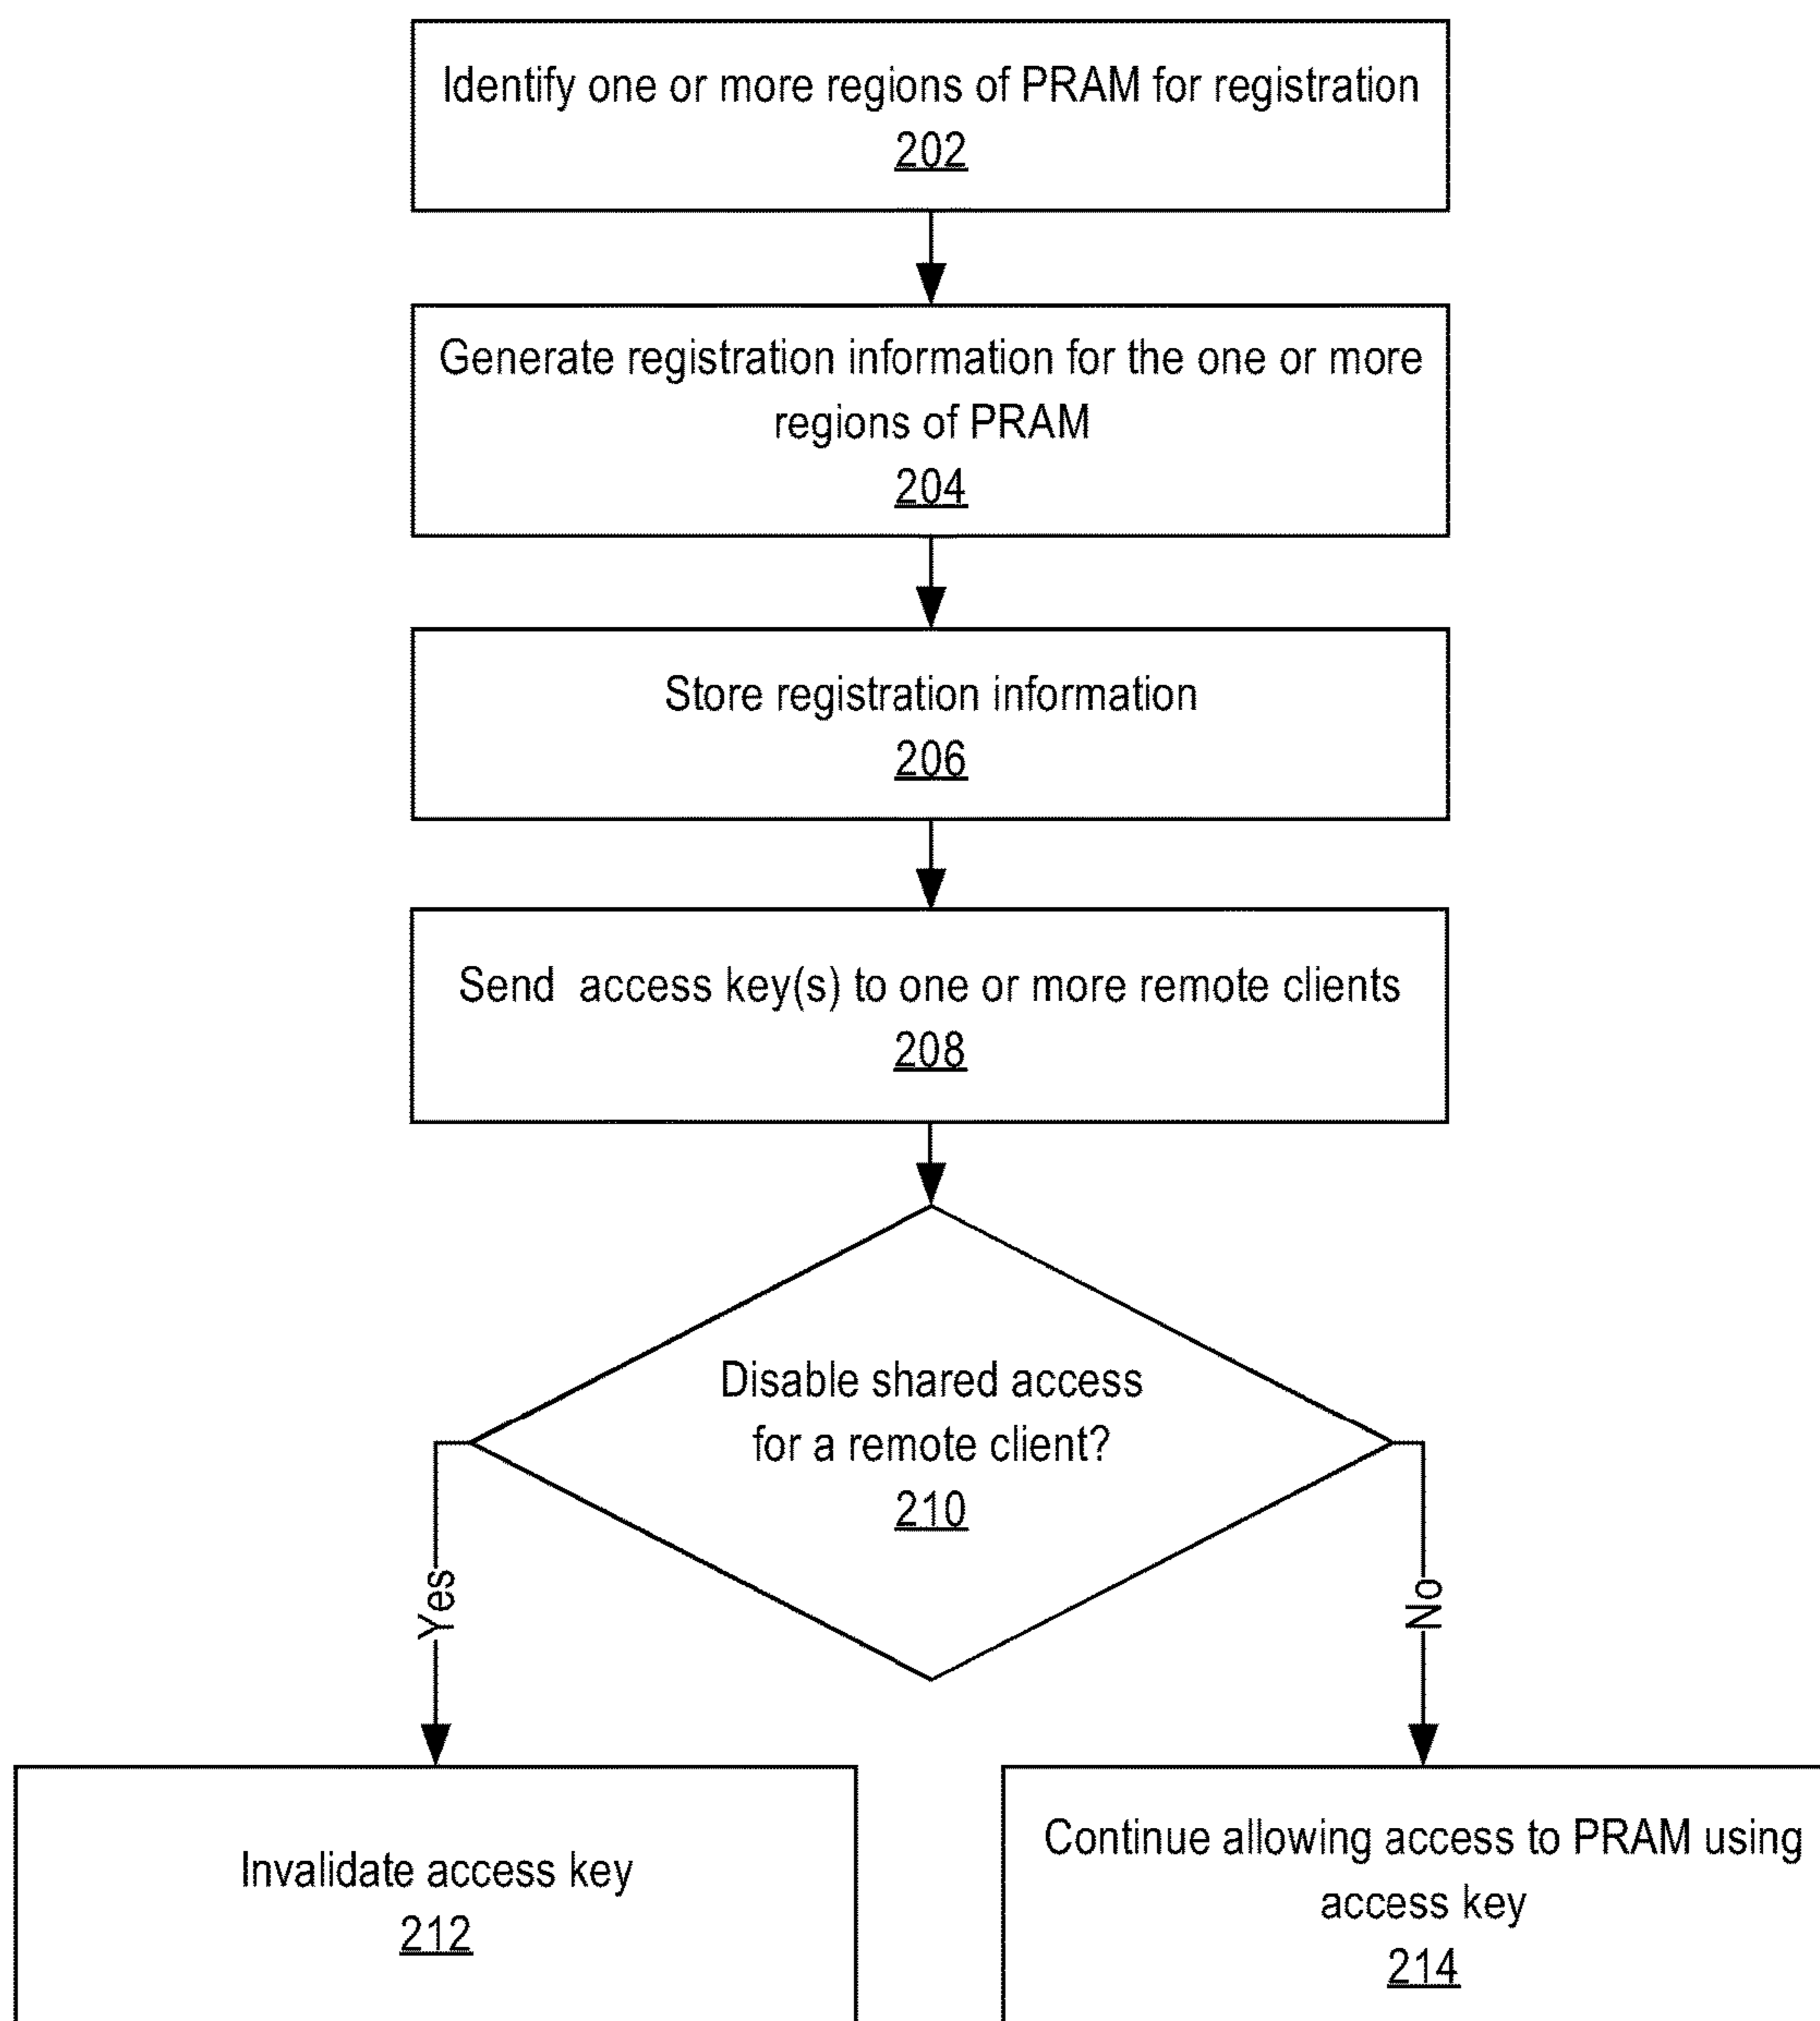 Identify one or more regions of PRAM for registration
202
Generate registration information for the one or more
regions of PRAM
204
Store registration information
206
Send access key(s) to one or more remote clients
208
Disable shared access
for a remote client?
210
Yes
No
Invalidate access key
212
Continue allowing access to PRAM using
access key
214